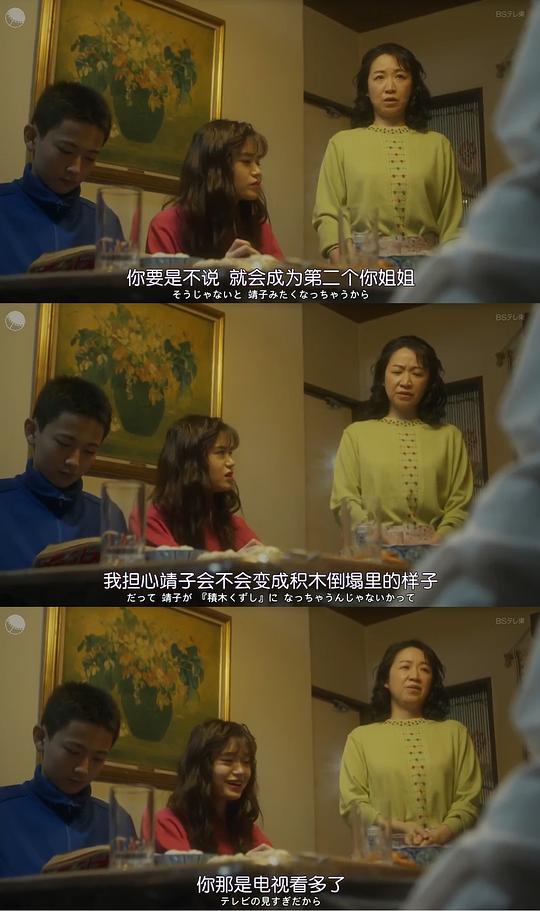 BSテレ東
你要是不说 就会成为第二个你姐姐
そうじゃないと 靖子みたくなっちゃうから
BSテレ東
我担心靖子会不会变成积木倒塌里的样子
だって 靖子が 『積木くずし』に なっちゃうんじゃないかって
BSテレ東
你那是电视看多了
テレビの見すぎだから